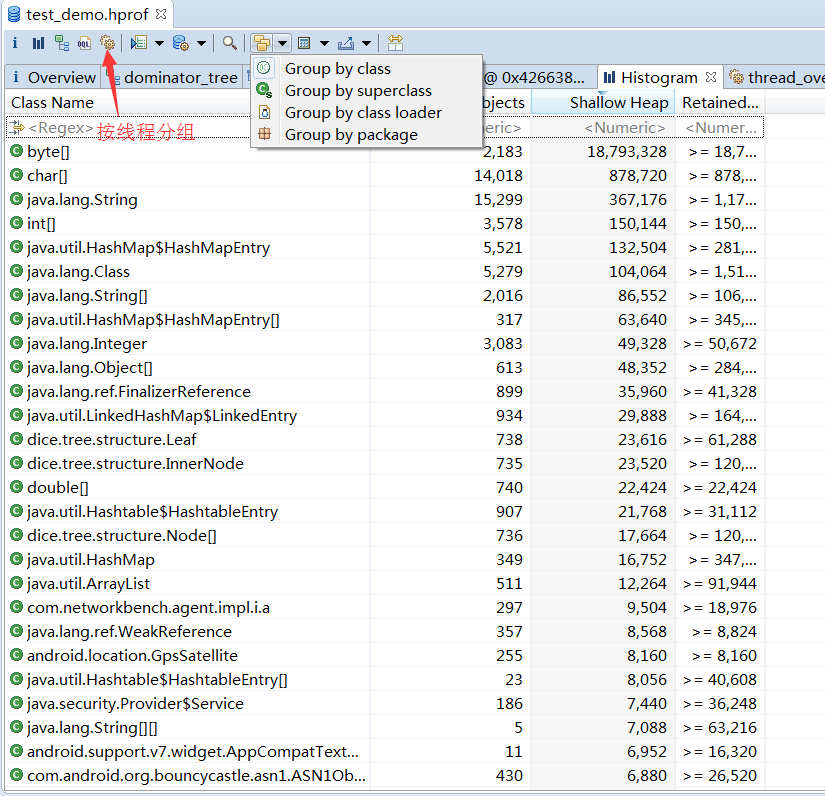 test_demo.hprof
OQL
Overview dominator_tree @ 0x426638... Histogram thread_ove
Group by class
Group by superclass
Group by class loader
Group by package
Class Name bjects Shallow Heap Retained...
<Regex> 按线程分组 eric> <Numeric> <Numer...
byte[] 2,183 18,793,328 >= 18,7...
char[] 14,018 878,720 >= 878,...
java.lang.String 15,299 367,176 >= 1,17...
int[] 3,578 150,144 >= 150,...
java.util.HashMap$HashMapEntry 5,521 132,504 >= 281,...
java.lang.Class 5,279 104,064 >= 1,51...
java.lang.String[] 2,016 86,552 >= 106,...
java.util.HashMap$HashMapEntry[] 317 63,640 >= 345,...
java.lang.Integer 3,083 49,328 >= 50,672
java.lang.Object[] 613 48,352 >= 284,...
java.lang.ref.FinalizerReference 899 35,960 >= 41,328
java.util.LinkedHashMap$LinkedEntry 934 29,888 >= 164,...
dice.tree.structure.Leaf 738 23,616 >= 61,288
dice.tree.structure.InnerNode 735 23,520 >= 120,...
double[] 740 22,424 >= 22,424
java.util.Hashtable$HashtableEntry 907 21,768 >= 31,112
dice.tree.structure.Node[] 736 17,664 >= 120,...
java.util.HashMap 349 16,752 >= 347,...
java.util.ArrayList 511 12,264 >= 91,944
com.networkbench.agent.impl.i.a 297 9,504 >= 18,976
java.lang.ref.WeakReference 357 8,568 >= 8,824
android.location.GpsSatellite 255 8,160 >= 8,160
java.util.Hashtable$HashtableEntry[] 23 8,056 >= 40,608
java.security.Provider$Service 186 7,440 >= 36,248
java.lang.String[][] 5 7,088 >= 63,216
android.support.v7.widget.AppCompatText... 11 6,952 >= 16,320
com.android.org.bouncycastle.asn1.ASN1Ob... 430 6,880 >= 26,520